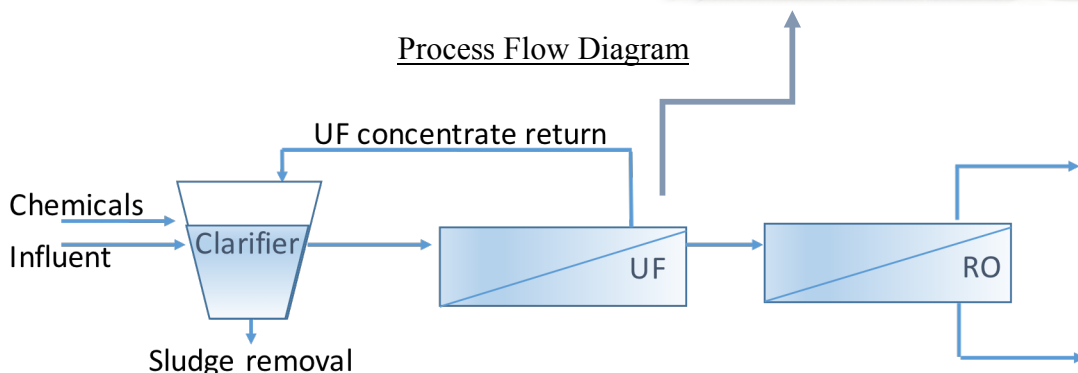 Process Flow Diagram
UF concentrate return
Chemicals
Influent
Clarifier
UF
RO
Sludge removal